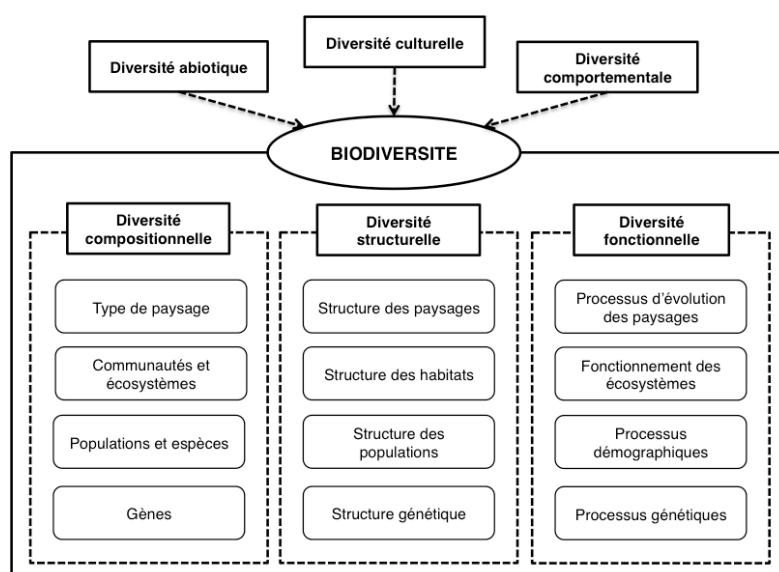 Diversité abiotique
Diversité culturelle
Diversité
comportementale
BIODIVERSITE
Diversité
compositionnelle
Type de paysage
Communautés et
écosystèmes
Populations et espèces
Gènes
Diversité
structurelle
Structure des paysages
Structure des habitats
Structure des
populations
Structure génétique
Diversité
fonctionnelle
Processus d’évolution
des paysages
Fonctionnement des
écosystèmes
Processus
démographiques
Processus génétiques